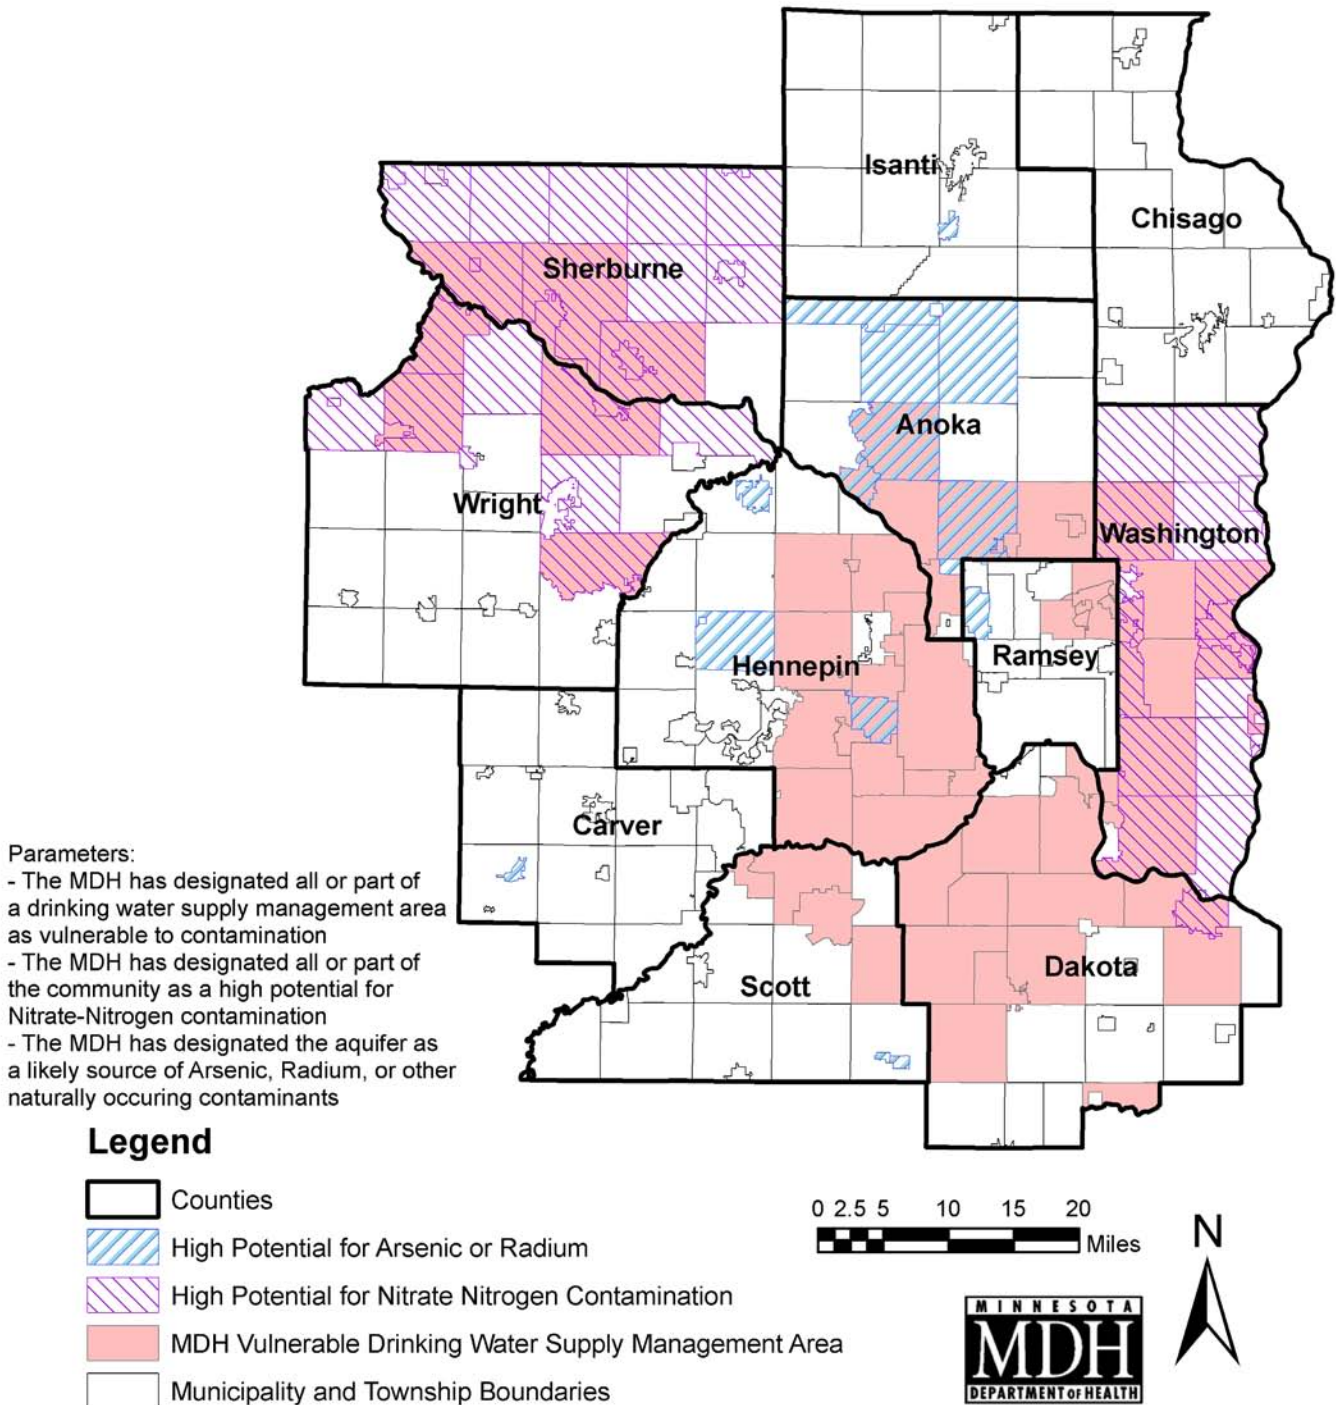 Isanti
Chisago
Sherburne
Anoka
Wright
Washington
Hennepin
Ramsey
Carver
Scott
Dakota
Parameters:
- The MDH has designated all or part of
a drinking water supply management area
as vulnerable to contamination
- The MDH has designated all or part of
the community as a high potential for
Nitrate-Nitrogen contamination
- The MDH has designated the aquifer as
a likely source of Arsenic, Radium, or other
naturally occuring contaminants
Legend
Counties
High Potential for Arsenic or Radium
High Potential for Nitrate Nitrogen Contamination
MDH Vulnerable Drinking Water Supply Management Area
Municipality and Township Boundaries
0 2.5 5 10 15 20
Miles
N
MINNESOTA
MDH
DEPARTMENT OF HEALTH